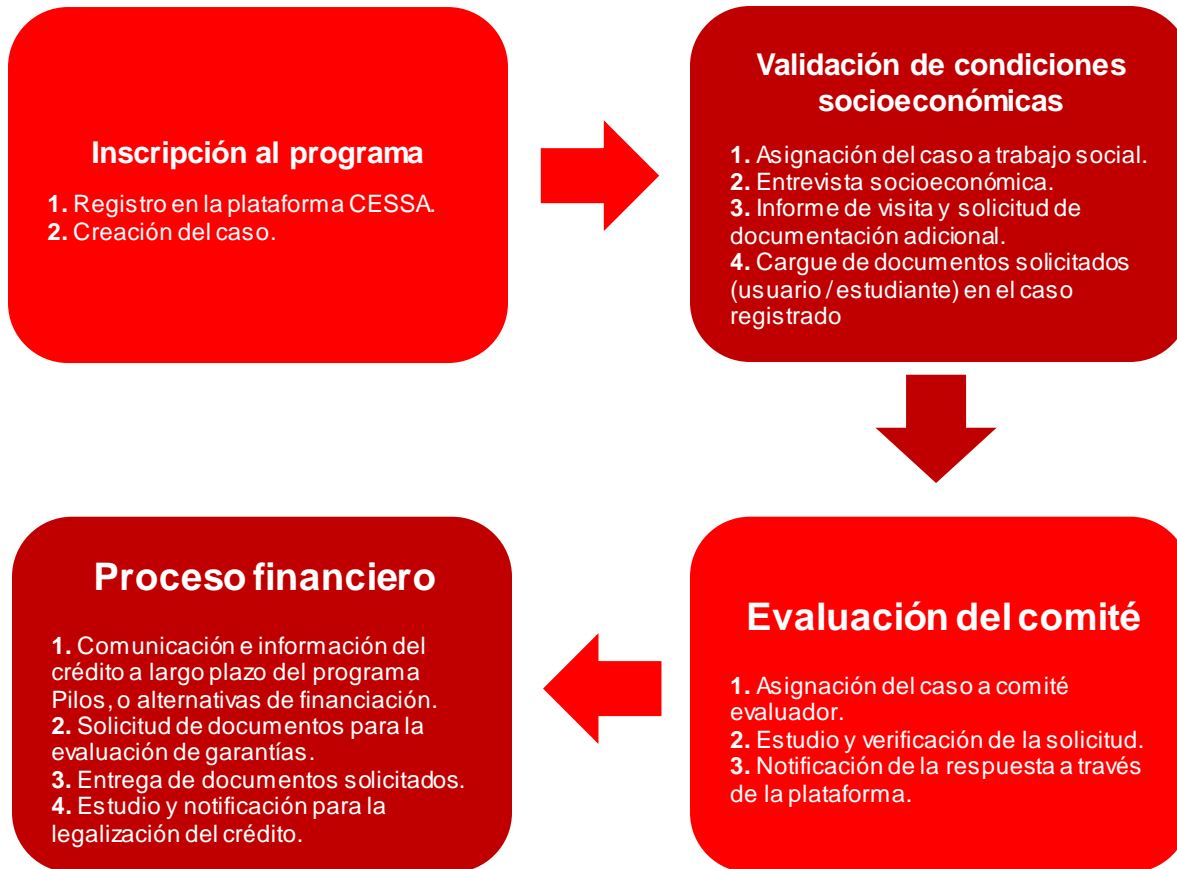 Inscripción al programa
1. Registro en la plataforma CESSA.
2. Creación del caso.
Validación de condiciones
socioeconómicas
1. Asignación del caso a trabajo social.
2. Entrevista socioeconómica.
3. Informe de visita y solicitud de
documentación adicional.
4. Cargue de documentos solicitados
(usuario / estudiante) en el caso
registrado
Evaluación del comité
1. Asignación del caso a comité
evaluador.
2. Estudio y verificación de la solicitud.
3. Notificación de la respuesta a través
de la plataforma.
Proceso financiero
1. Comunicación e información del
crédito a largo plazo del programa
Pilos, o alternativas de financiación.
2. Solicitud de documentos para la
evaluación de garantías.
3. Entrega de documentos solicitados.
4. Estudio y notificación para la
legalización del crédito.